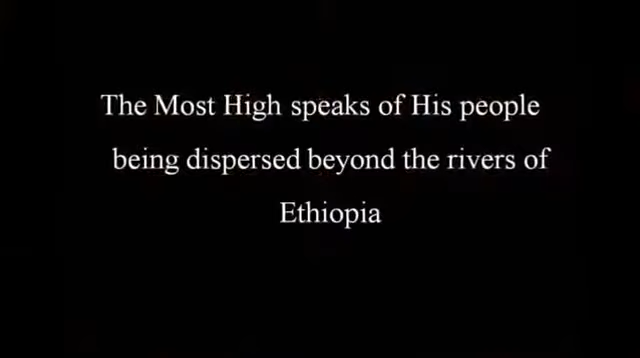 The Most High speaks of His people
being dispersed beyond the rivers of
Ethiopia